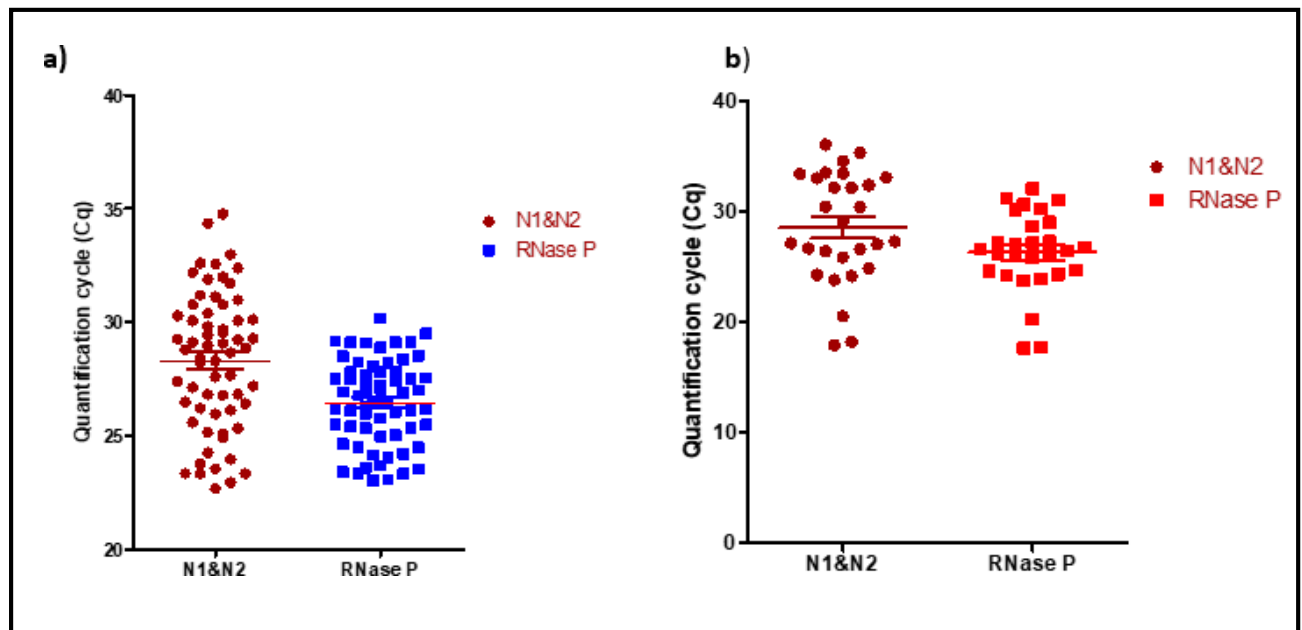 a)
Quantification cycle (Cq)
40
35
30
25
20
N1&N2
RNase P
N1&N2
RNase P
b)
Quantification cycle (Cq)
40
30
20
10
0
N1&N2
RNase P
N1&N2
RNase P